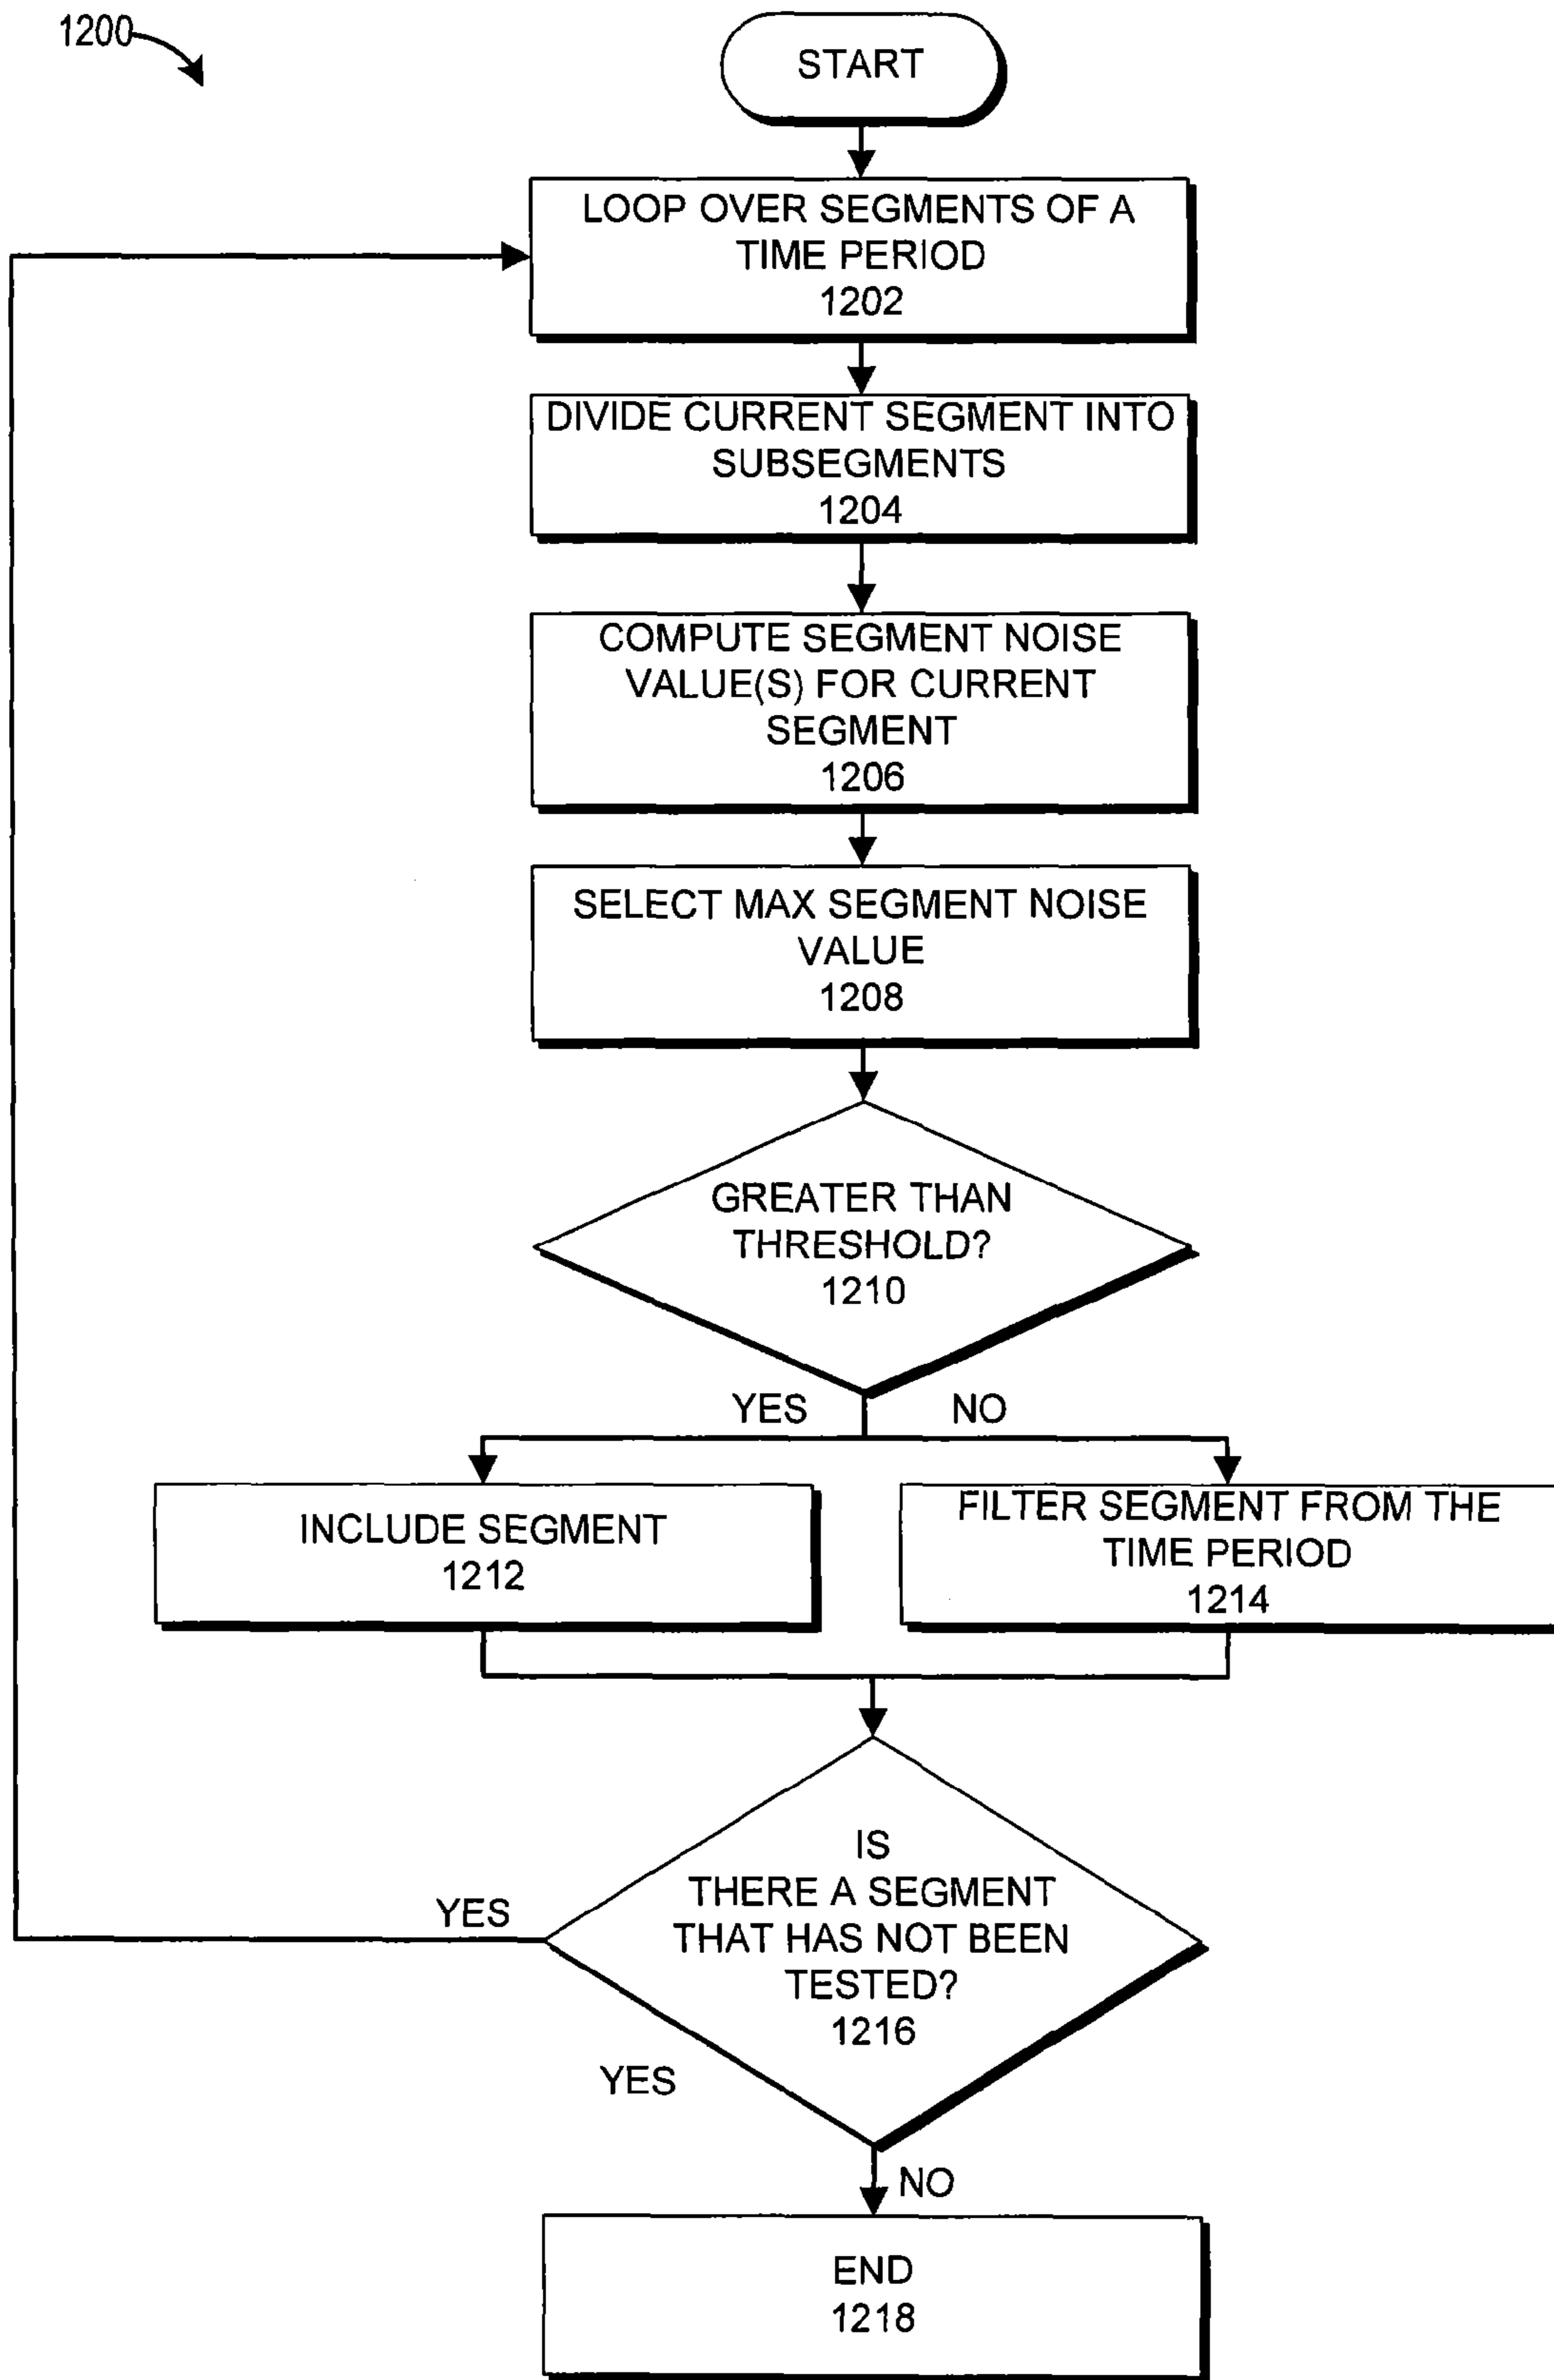 1200
START
LOOP OVER SEGMENTS OF A
TIME PERIOD
1202
DIVIDE CURRENT SEGMENT INTO
SUBSEGMENTS
1204
COMPUTE SEGMENT NOISE
VALUE(S) FOR CURRENT
SEGMENT
1206
SELECT MAX SEGMENT NOISE
VALUE
1208
GREATER THAN
THRESHOLD?
1210
YES
NO
INCLUDE SEGMENT
1212
FILTER SEGMENT FROM THE
TIME PERIOD
1214
IS
THERE A SEGMENT
THAT HAS NOT BEEN
TESTED?
1216
YES
YES
NO
END
1218